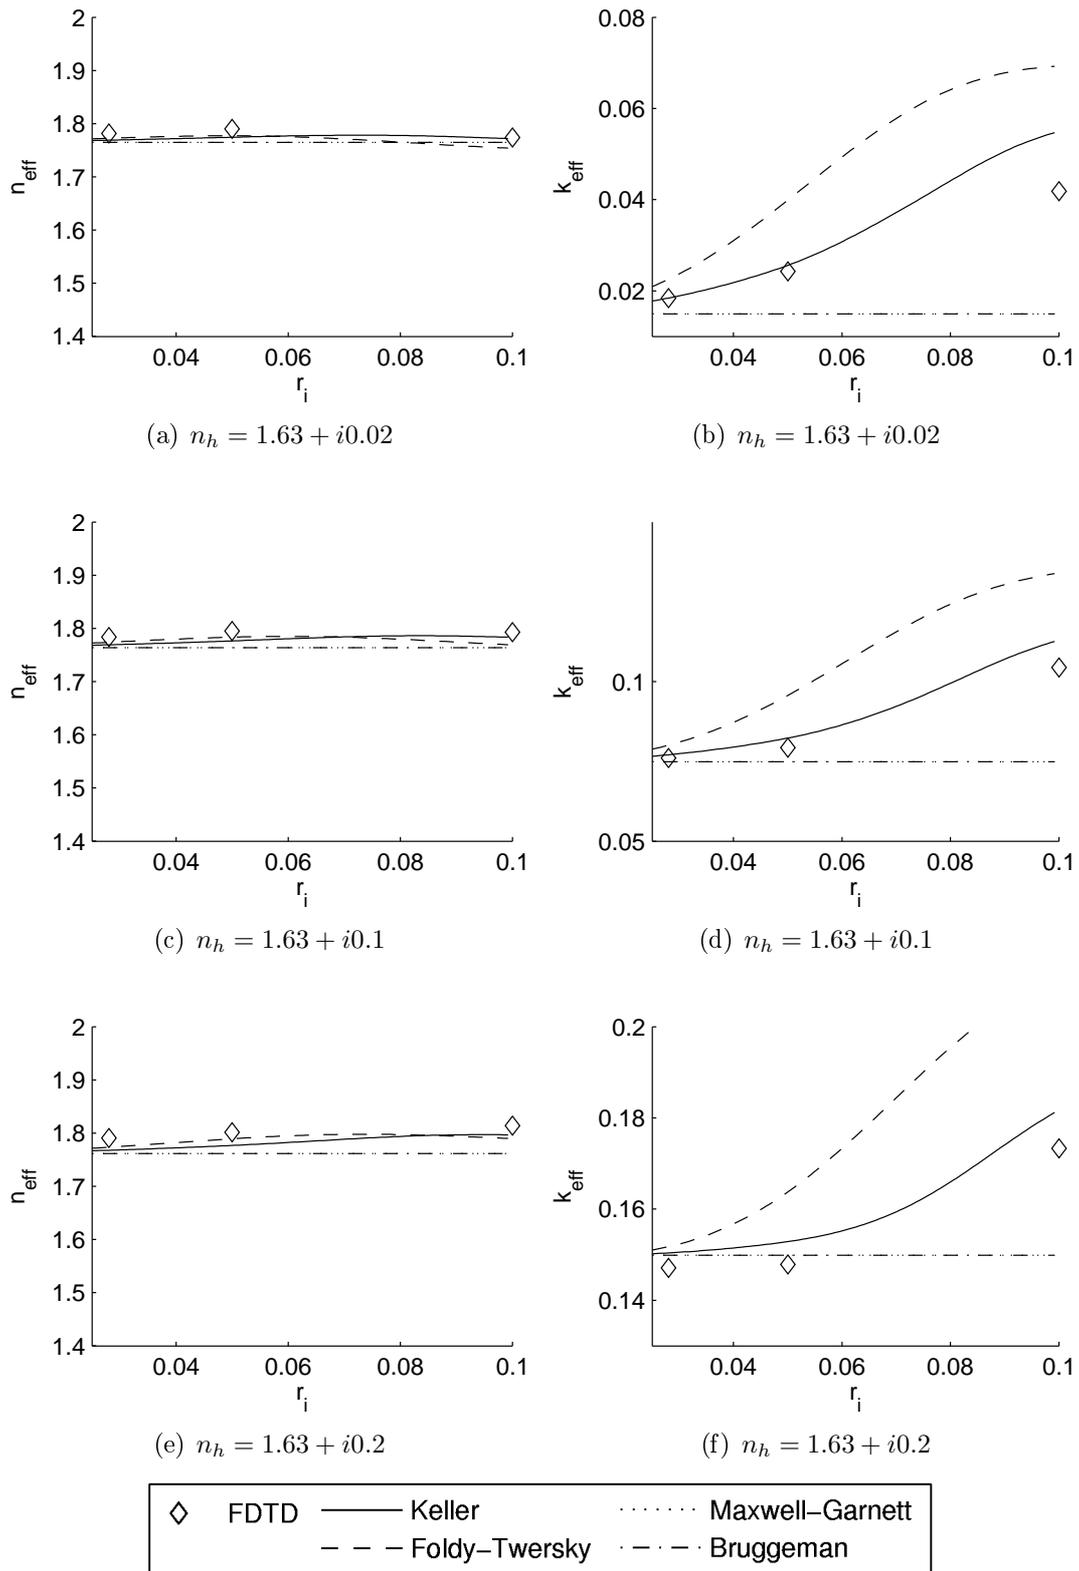 2
1.9
1.8
1.7
1.6
1.5
1.4
n_eff
0.04 0.06 0.08 0.1
r_i
(a) n_h = 1.63 + i0.02
0.08
0.06
0.04
0.02
k_eff
0.04 0.06 0.08 0.1
r_i
(b) n_h = 1.63 + i0.02
2
1.9
1.8
1.7
1.6
1.5
1.4
n_eff
0.04 0.06 0.08 0.1
r_i
(c) n_h = 1.63 + i0.1
0.1
0.05
k_eff
0.04 0.06 0.08 0.1
r_i
(d) n_h = 1.63 + i0.1
2
1.9
1.8
1.7
1.6
1.5
1.4
n_eff
0.04 0.06 0.08 0.1
r_i
(e) n_h = 1.63 + i0.2
0.2
0.18
0.16
0.14
k_eff
0.04 0.06 0.08 0.1
r_i
(f) n_h = 1.63 + i0.2
FDTD Keller Maxwell–Garnett
Foldy–Twersky Bruggeman